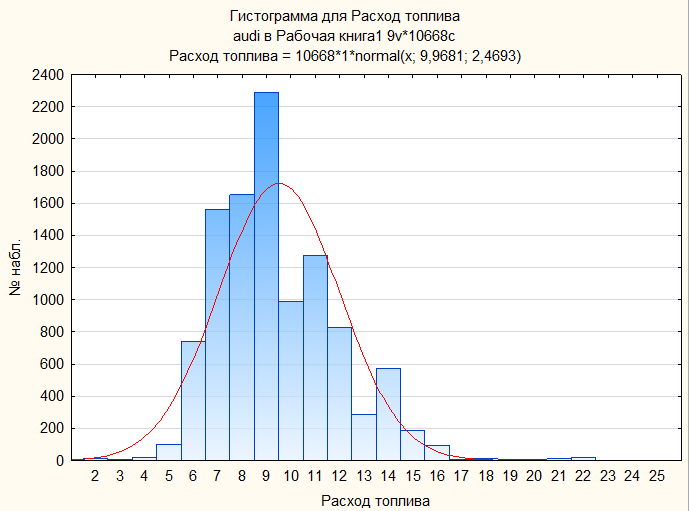 Гистограмма для Расход топлива
audi в Рабочая книга1 9v*10668c
Расход топлива = 10668*1*normal(x; 9,9681; 2,4693)
2400
2200
2000
1800
1600
1400
1200
1000
800
600
400
200
0
№ набл.
2 3 4 5 6 7 8 9 10 11 12 13 14 15 16 17 18 19 20 21 22 23 24 25
Расход топлива